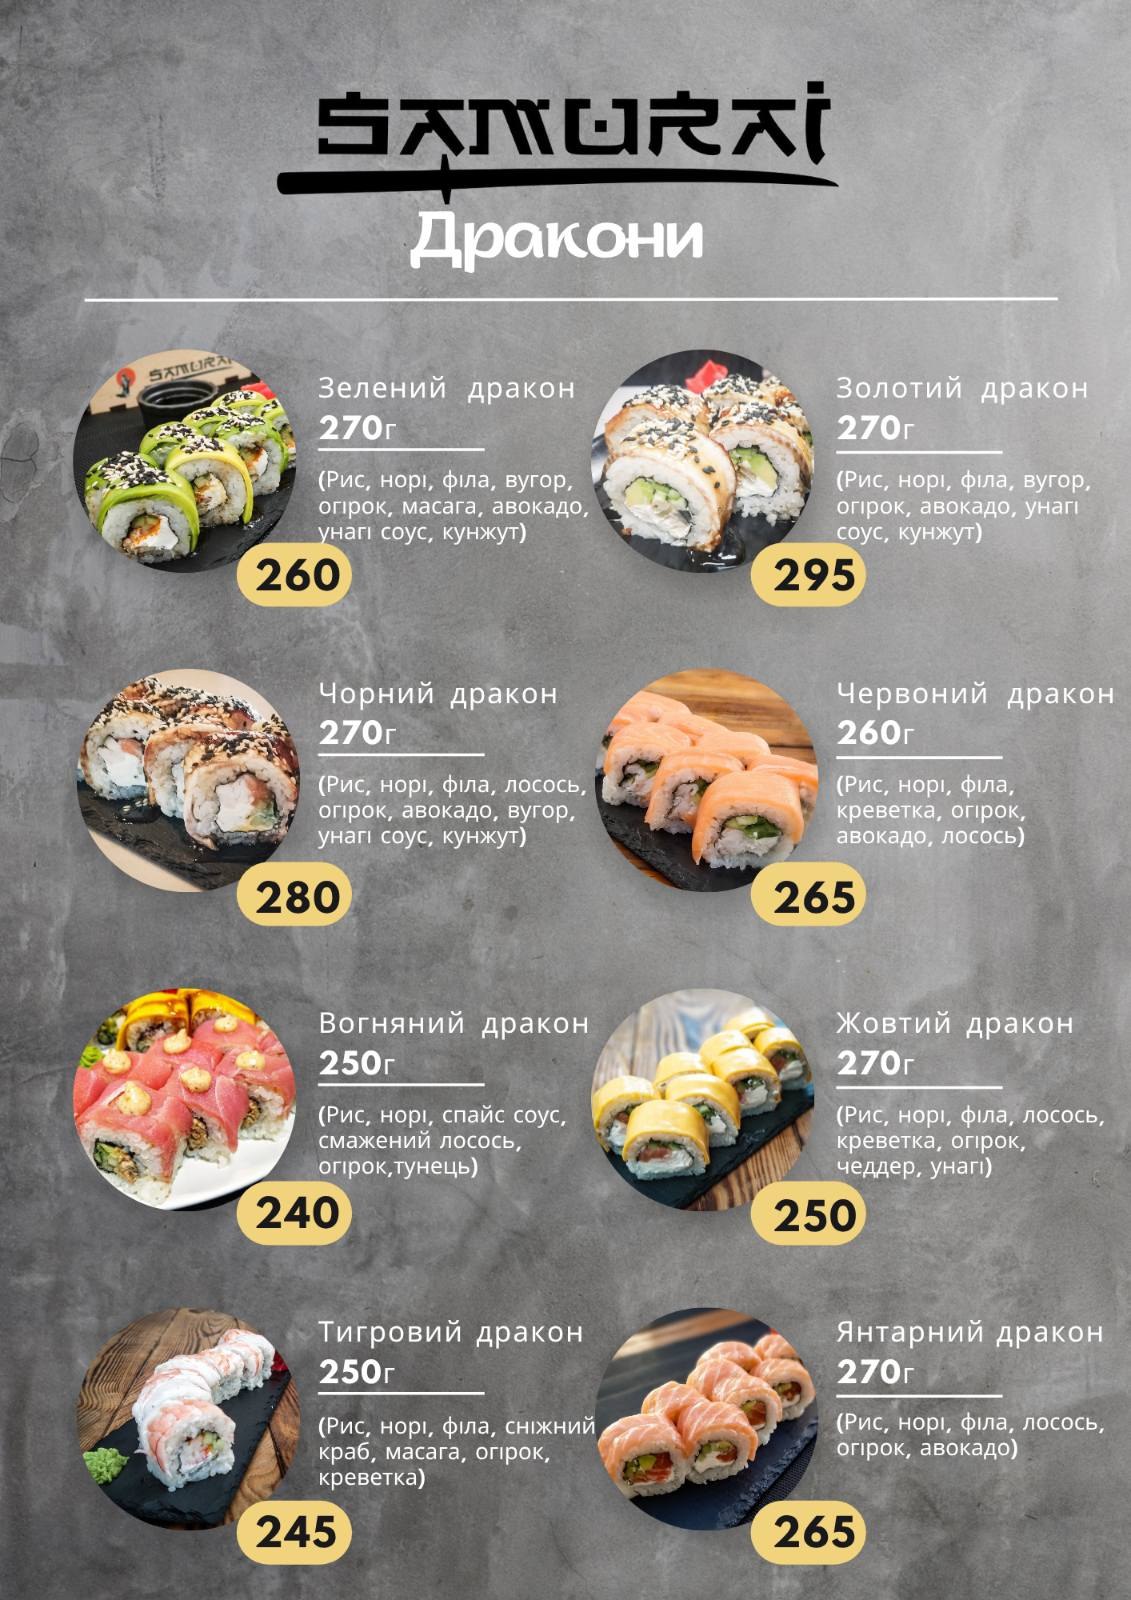 SAMURAI
Дракони
SAMURAI
Зелений дракон
270г
(Рис, норі, філа, вугор,
огірок, масага, авокадо,
унагі соус, кунжут)
260
Золотий дракон
270г
(Рис, норі, філа, вугор,
огірок, авокадо, унагі
соус, кунжут)
295
Чорний дракон
270г
(Рис, норі, філа, лосось,
огірок, авокадо, вугор,
унагі соус, кунжут)
280
Червоний дракон
260г
(Рис, норі, філа,
креветка, огірок,
авокадо, лосось)
265
Вогняний дракон
250г
(Рис, норі, спайс соус,
смажений лосось,
огірок,тунець)
240
Жовтий дракон
270г
(Рис, норі, філа, лосось,
креветка, огірок,
чеддер, унагі)
250
Тигровий дракон
250г
(Рис, норі, філа, сніжний
краб, масага, огірок,
креветка)
245
Янтарний дракон
270г
(Рис, норі, філа, лосось,
огірок, авокадо)
265